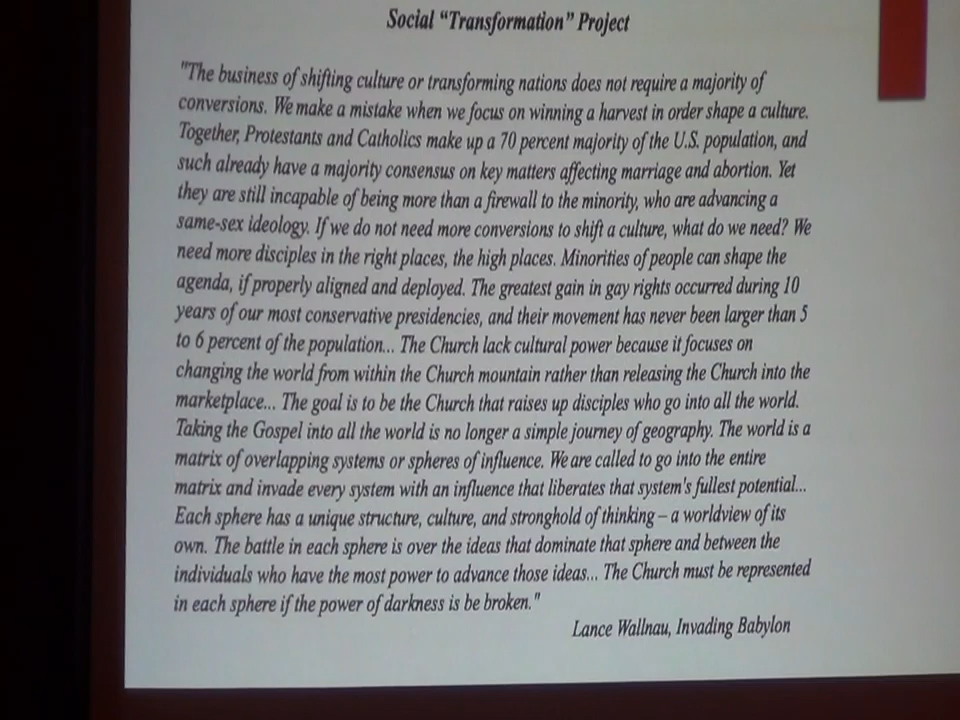 Social “Transformation” Project
"The business of shifting culture or transforming nations does not require a majority of
conversions. We make a mistake when we focus on winning a harvest in order shape a culture.
Together, Protestants and Catholics make up a 70 percent majority of the U.S. population, and
such already have a majority consensus on key matters affecting marriage and abortion. Yet
they are still incapable of being more than a firewall to the minority, who are advancing a
same-sex ideology. If we do not need more conversions to shift a culture, what do we need? We
need more disciples in the right places, the high places. Minorities of people can shape the
agenda, if properly aligned and deployed. The greatest gain in gay rights occurred during 10
years of our most conservative presidencies, and their movement has never been larger than 5
to 6 percent of the population... The Church lack cultural power because it focuses on
changing the world from within the Church mountain rather than releasing the Church into the
marketplace... The goal is to be the Church that raises up disciples who go into all the world.
Taking the Gospel into all the world is no longer a simple journey of geography. The world is a
matrix of overlapping systems or spheres of influence. We are called to go into the entire
matrix and invade every system with an influence that liberates that system's fullest potential...
Each sphere has a unique structure, culture, and stronghold of thinking – a worldview of its
own. The battle in each sphere is over the ideas that dominate that sphere and between the
individuals who have the most power to advance those ideas... The Church must be represented
in each sphere if the power of darkness is be broken."
Lance Wallnau, Invading Babylon